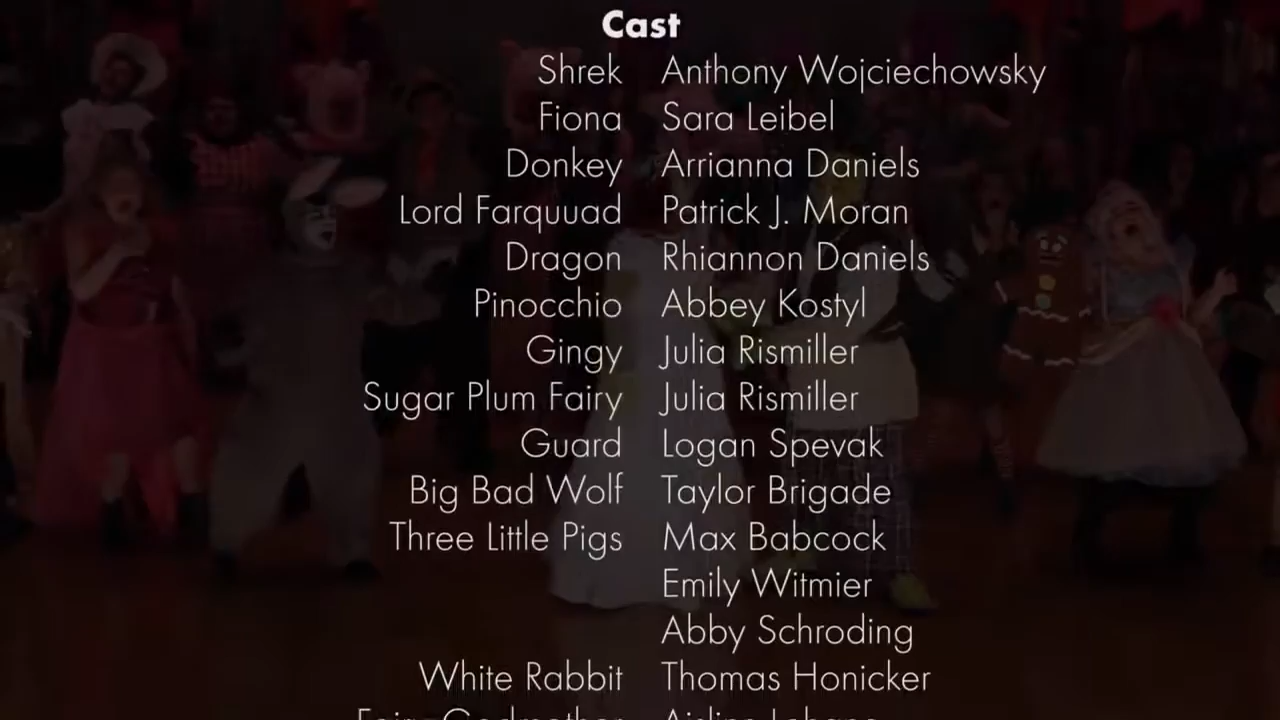 Cast
Shrek Anthony Wojciechowsky
Fiona Sara Leibel
Donkey Arrianna Daniels
Lord Farquuad Patrick J. Moran
Dragon Rhiannon Daniels
Pinocchio Abbey Kostyl
Gingy Julia Rismiller
Sugar Plum Fairy Julia Rismiller
Guard Logan Spevak
Big Bad Wolf Taylor Brigade
Three Little Pigs Max Babcock
Emily Witmier
Abby Schroding
White Rabbit Thomas Honicker
Fairy Godmother